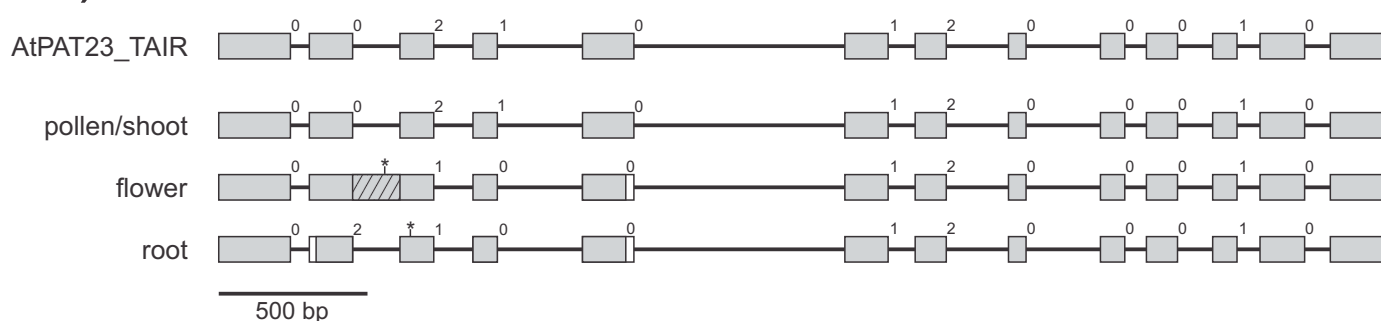 AtPAT23_TAIR 0 0 2 1 0 1 2 0 0 0 1 0
pollen/shoot 0 0 2 1 0 1 2 0 0 0 1 0
flower 0 * 1 0 0 1 2 0 0 0 1 0
root 0 2 * 1 0 0 1 2 0 0 0 1 0
500 bp